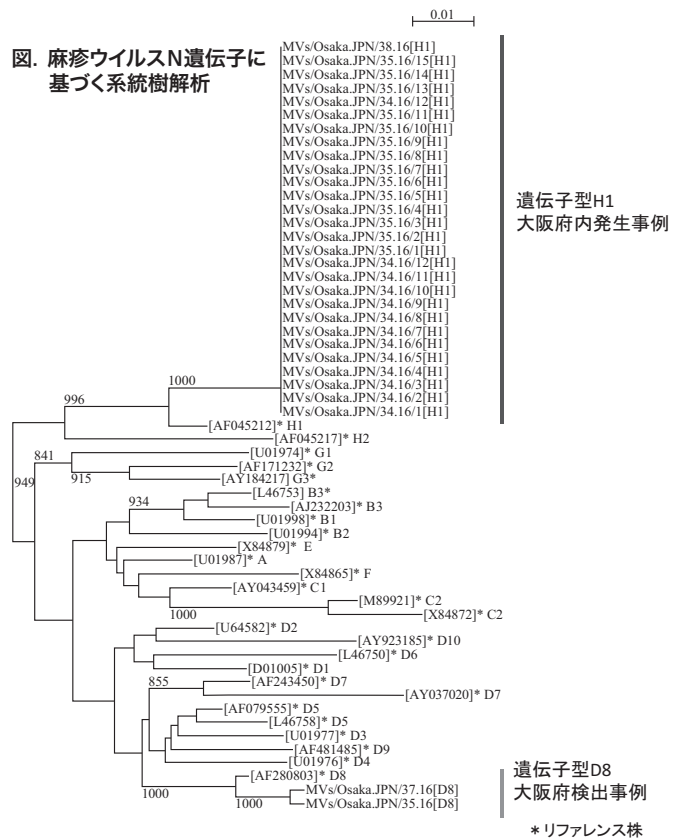 0.01
図. 麻疹ウイルスN遺伝子に
基づく系統樹解析
MVs/Osaka.JPN/38.16[H1]
MVs/Osaka.JPN/35.16/15[H1]
MVs/Osaka.JPN/35.16/14[H1]
MVs/Osaka.JPN/35.16/13[H1]
MVs/Osaka.JPN/34.16/12[H1]
MVs/Osaka.JPN/35.16/11[H1]
MVs/Osaka.JPN/35.16/10[H1]
MVs/Osaka.JPN/35.16/9[H1]
MVs/Osaka.JPN/35.16/8[H1]
MVs/Osaka.JPN/35.16/7[H1]
MVs/Osaka.JPN/35.16/6[H1]
MVs/Osaka.JPN/35.16/5[H1]
MVs/Osaka.JPN/35.16/4[H1]
MVs/Osaka.JPN/35.16/3[H1]
MVs/Osaka.JPN/35.16/2[H1]
MVs/Osaka.JPN/35.16/1[H1]
MVs/Osaka.JPN/34.16/12[H1]
MVs/Osaka.JPN/34.16/11[H1]
MVs/Osaka.JPN/34.16/10[H1]
MVs/Osaka.JPN/34.16/9[H1]
MVs/Osaka.JPN/34.16/8[H1]
MVs/Osaka.JPN/34.16/7[H1]
MVs/Osaka.JPN/34.16/6[H1]
MVs/Osaka.JPN/34.16/5[H1]
MVs/Osaka.JPN/34.16/4[H1]
MVs/Osaka.JPN/34.16/3[H1]
MVs/Osaka.JPN/34.16/2[H1]
MVs/Osaka.JPN/34.16/1[H1]
遺伝子型H1
大阪府内発生事例
1000
996
[AF045212]* H1
[AF045217]* H2
841
[U01974]* G1
949
[AF171232]* G2
915
[AY184217] G3*
[L46753] B3*
934
[AJ232203]* B3
[U01998]* B1
[U01994]* B2
[X84879]* E
[U01987]* A
[X84865]* F
[AY043459]* C1
[M89921]* C2
1000
[X84872]* C2
[U64582]* D2
[AY923185]* D10
[L46750]* D6
[D01005]* D1
855
[AF243450]* D7
[AY037020]* D7
[AF079555]* D5
[L46758]* D5
[U01977]* D3
[AF481485]* D9
[U01976]* D4
[AF280803]* D8
1000
1000
MVs/Osaka.JPN/37.16[D8]
MVs/Osaka.JPN/35.16[D8]
遺伝子型D8
大阪府検出事例
*リファレンス株